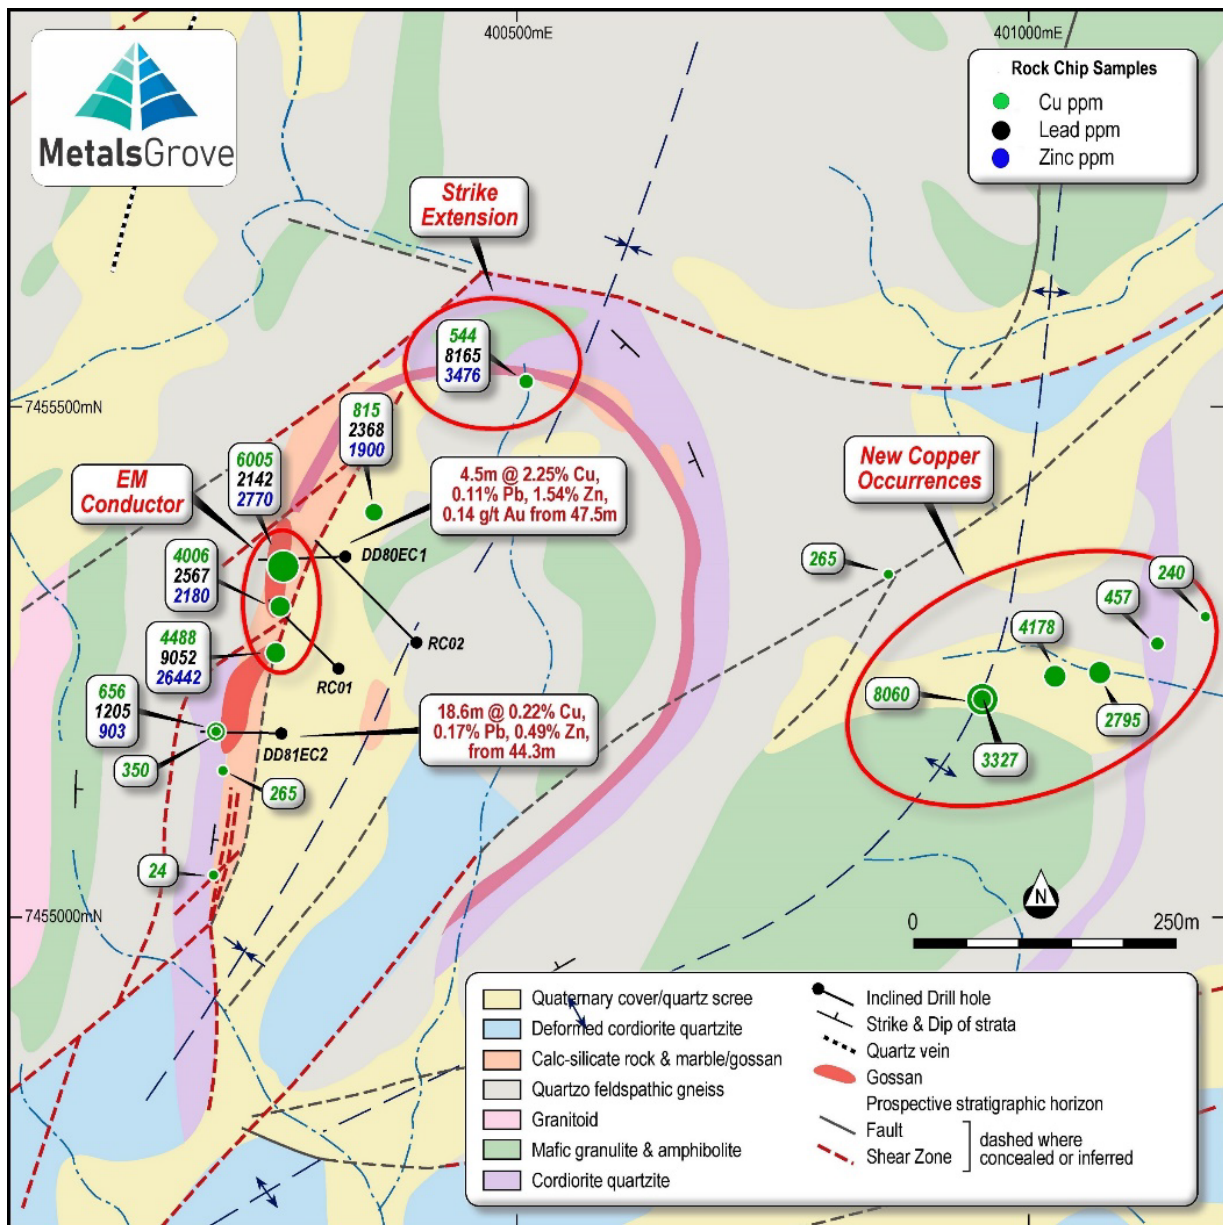 400500mE
401000mE
MetalsGrove
Rock Chip Samples
Cu ppm
Lead ppm
Zinc ppm
Strike
Extension
544
8165
3476
7455500mN
815
2368
1900
EM
Conductor
6005
2142
2770
4.5m @ 2.25% Cu,
0.11% Pb, 1.54% Zn,
0.14 g/t Au from 47.5m
New Copper
Occurrences
DD80EC1
4006
2567
2180
265
240
457
4178
RC02
4488
9052
26442
RC01
656
1205
903
18.6m @ 0.22% Cu,
0.17% Pb, 0.49% Zn,
from 44.3m
DD81EC2
8060
2795
3327
350
265
24
7455000mN
N
0
250m
Quaternary cover/quartz scree
Deformed cordiorite quartzite
Calc-silicate rock & marble/gossan
Quartzo feldspathic gneiss
Granitoid
Mafic granulite & amphibolite
Cordiorite quartzite
Inclined Drill hole
Strike & Dip of strata
Quartz vein
Gossan
Prospective stratigraphic horizon
Fault
Shear Zone
dashed where
concealed or inferred